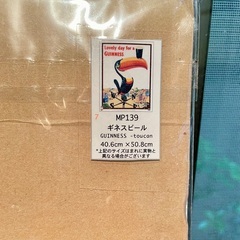 Lovely day for a
GUINNESS
MP139
ギネスビール
GUINNESS -toucan
40.6cm×50.8cm
*上記のサイズはまれに実物と
異なる場合がございます